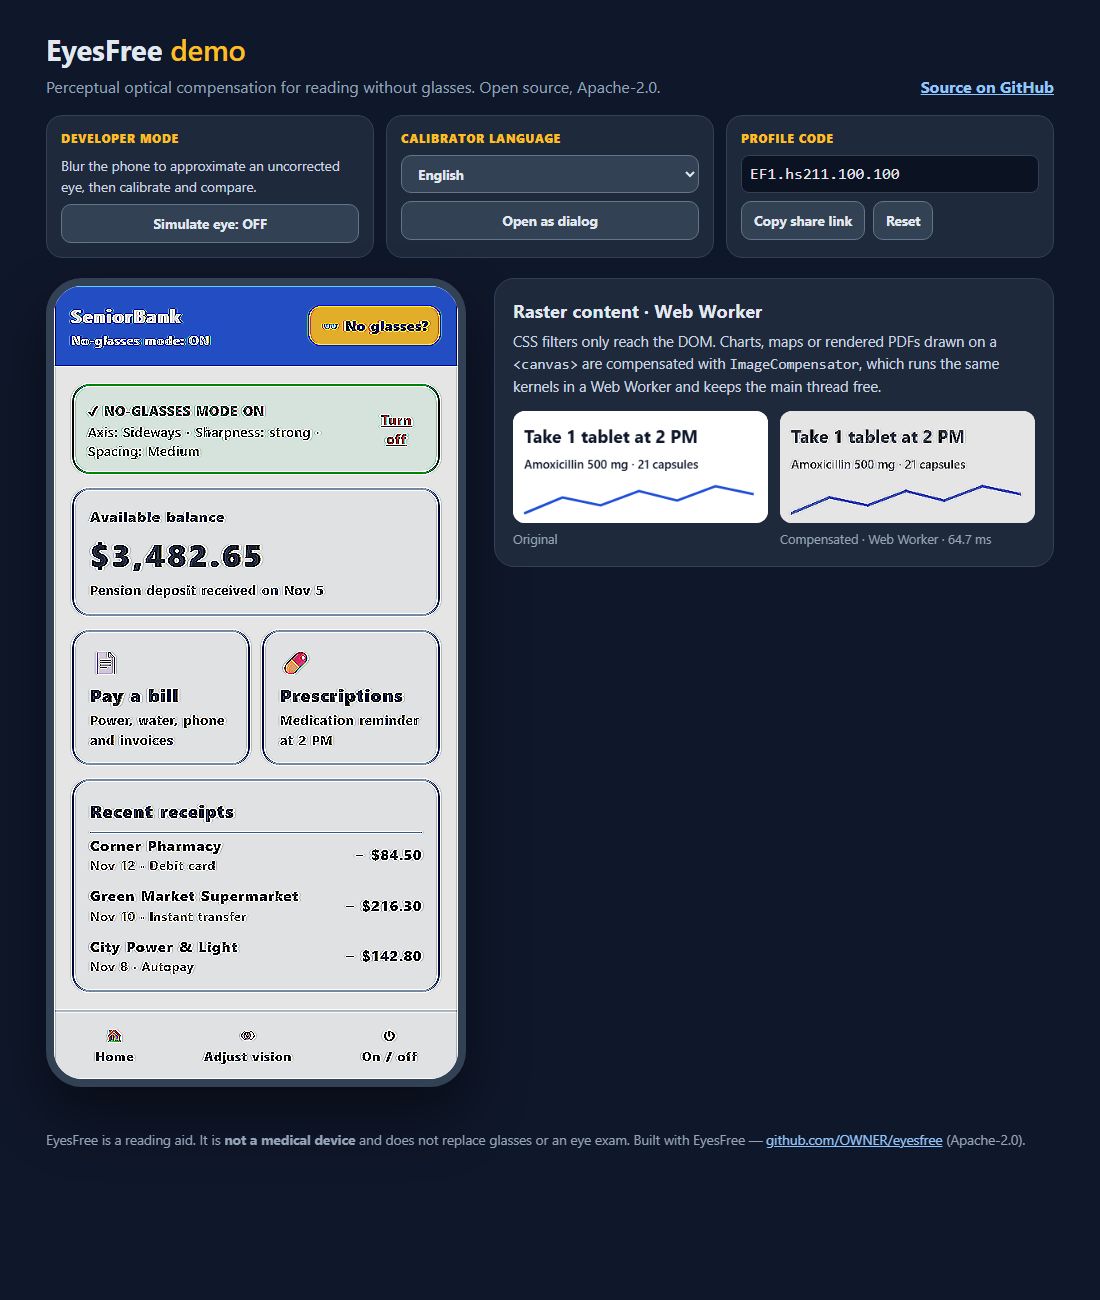 EyesFree demo
Perceptual optical compensation for reading without glasses. Open source, Apache-2.0.
Source on GitHub
DEVELOPER MODE
Blur the phone to approximate an uncorrected
eye, then calibrate and compare.
Simulate eye: OFF
CALIBRATOR LANGUAGE
English
Open as dialog
PROFILE CODE
EF1.hs211.100.100
Copy share link
Reset
SeniorBank
No-glasses mode: ON
👓 No glasses?
✓ NO-GLASSES MODE ON
Axis: Sideways · Sharpness: strong ·
Spacing: Medium
Turn
off
Available balance
$3,482.65
Pension deposit received on Nov 5
Pay a bill
Power, water, phone
and invoices
Prescriptions
Medication reminder
at 2 PM
Recent receipts
Corner Pharmacy
Nov 12 · Debit card
− $84.50
Green Market Supermarket
Nov 10 · Instant transfer
− $216.30
City Power & Light
Nov 8 · Autopay
− $142.80
Home
Adjust vision
On / off
Raster content · Web Worker
CSS filters only reach the DOM. Charts, maps or rendered PDFs drawn on a
<canvas> are compensated with ImageCompensator, which runs the same
kernels in a Web Worker and keeps the main thread free.
Take 1 tablet at 2 PM
Amoxicillin 500 mg · 21 capsules
Original
Take 1 tablet at 2 PM
Amoxicillin 500 mg · 21 capsules
Compensated · Web Worker · 64.7 ms
EyesFree is a reading aid. It is not a medical device and does not replace glasses or an eye exam. Built with EyesFree — github.com/OWNER/eyesfree (Apache-2.0).